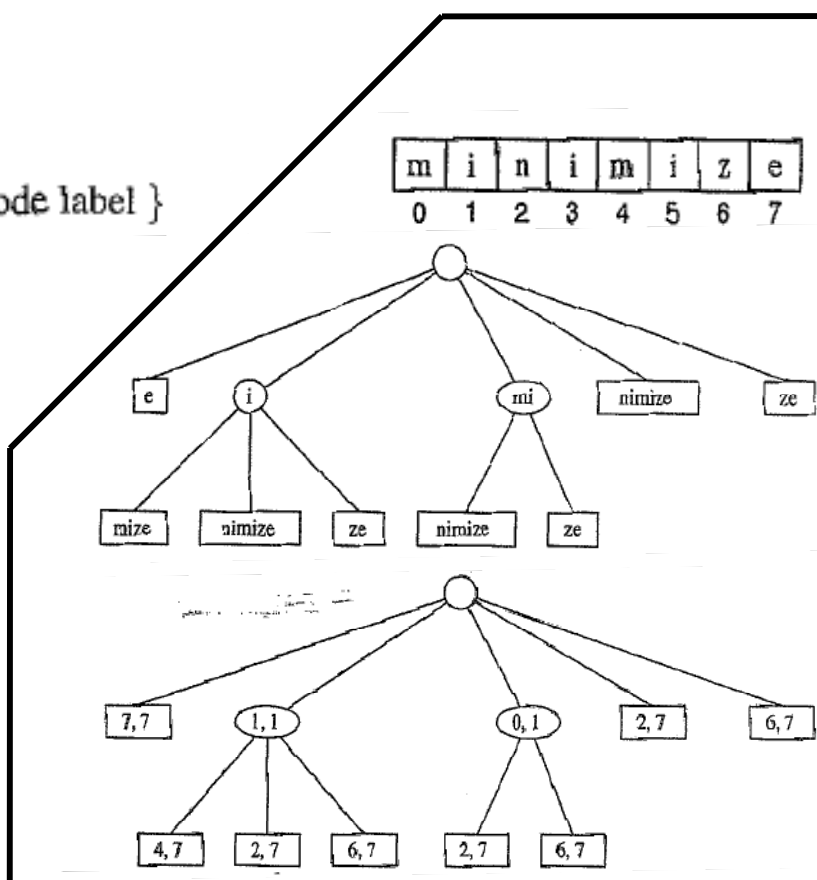 m i n i m i z e
ode label }
0 1 2 3 4 5 6 7
e i mi nimize ze
mize nimize ze nimize ze
7, 7 1, 1 0, 1 2, 7 6, 7
4, 7 2, 7 6, 7 2, 7 6, 7